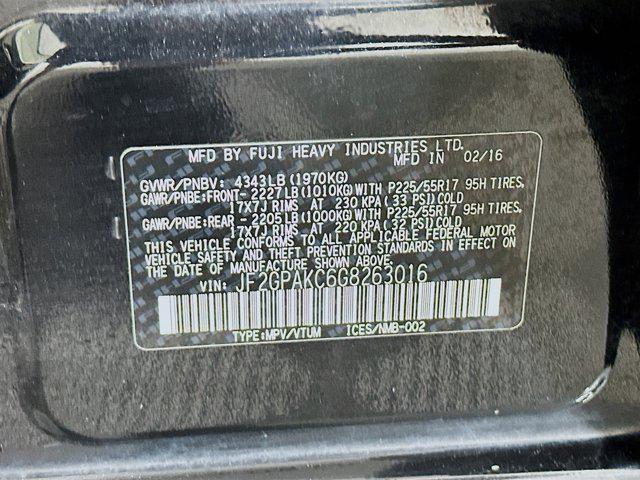 MFD BY FUJI HEAVY INDUSTRIES LTD.
MFD IN 02/16
GVWR/PNBV: 4343LB(1970KG)
GAWR/PNBE:FRONT-2227LB(1010KG)WITH P225/55R17 95H TIRES,
17X7J RIMS AT 230 KPA( 33 PSI)COLD
GAWR/PNBE:REAR -2205LB(1000KG)WITH P225/55R17 95H TIRES,
17X7J RIMS AT 220 KPA( 32 PSI)COLD
THIS VEHICLE CONFORMS TO ALL APPLICABLE FEDERAL MOTOR
VEHICLE SAFETY AND THEFT PREVENTION STANDARDS IN EFFECT ON
THE DATE OF MANUFACTURE SHOWN ABOVE.
VIN: JF2GPAKC6G8263016
TYPE:MPV/VTUM ICES/NMB-002